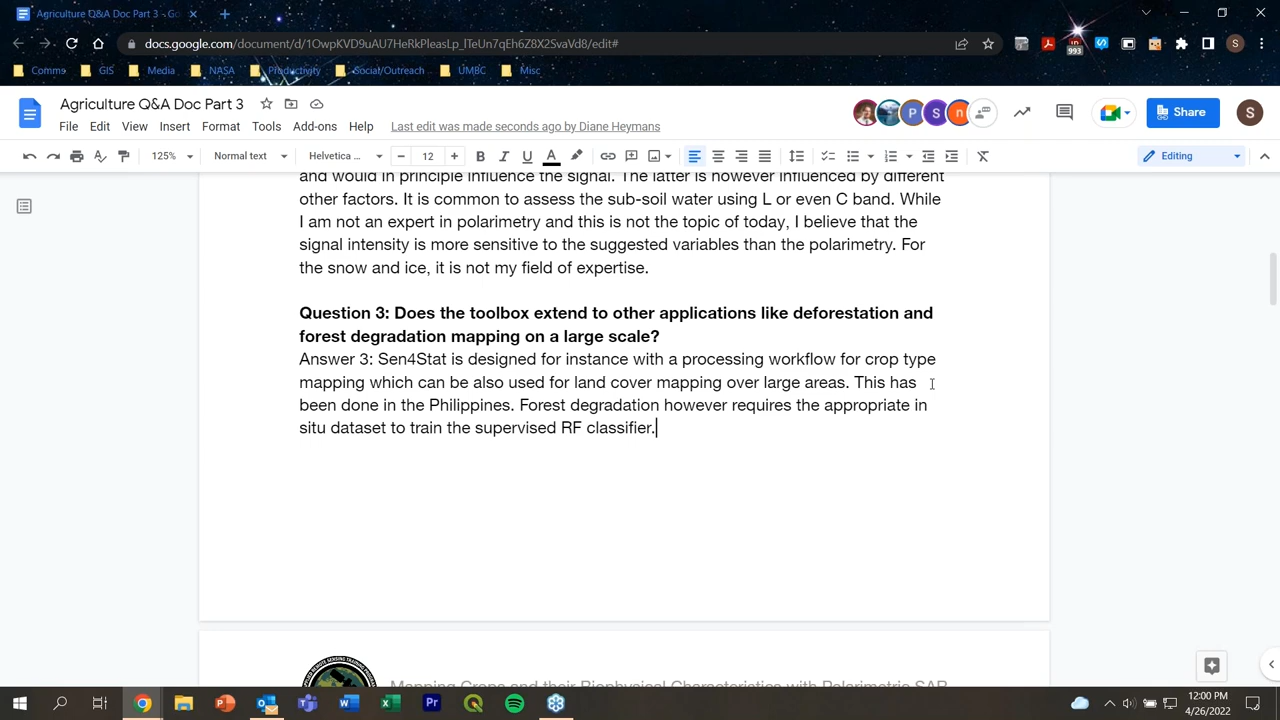 Agriculture Q&A Doc Part 3 - Go
docs.google.com/document/d/1OwpKVD9uAU7HeRkPleasLp_lTeUn7qEh6Z8X2SvaVd8/edit#
993
S
Comms
GIS
Media
NASA
Productivity
Social/Outreach
UMBC
Misc
Agriculture Q&A Doc Part 3
P
S
n
Share
S
File
Edit
View
Insert
Format
Tools
Add-ons
Help
Last edit was made seconds ago by Diane Heymans
125%
Normal text
Helvetica ...
12
B
I
U
A
Editing
and would in principle influence the signal. The latter is however influenced by different
other factors. It is common to assess the sub-soil water using L or even C band. While
I am not an expert in polarimetry and this is not the topic of today, I believe that the
signal intensity is more sensitive to the suggested variables than the polarimetry. For
the snow and ice, it is not my field of expertise.
Question 3: Does the toolbox extend to other applications like deforestation and
forest degradation mapping on a large scale?
Answer 3: Sen4Stat is designed for instance with a processing workflow for crop type
mapping which can be also used for land cover mapping over large areas. This has
been done in the Philippines. Forest degradation however requires the appropriate in
situ dataset to train the supervised RF classifier.
Mapping Crops and their Biophysical Characteristics with Polarimetric SAR
12:00 PM
4/26/2022